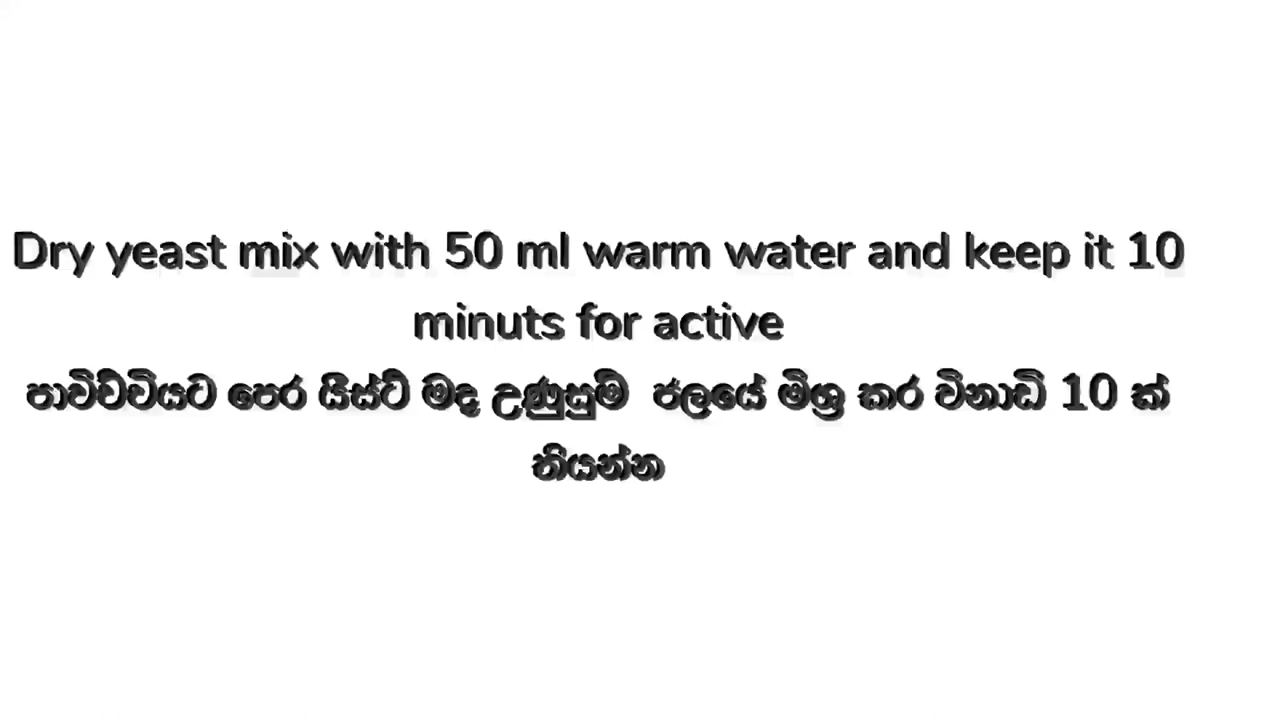 Dry yeast mix with 50 ml warm water and keep it 10
minuts for active
පාවිච්චියට පෙර යීස්ට් මද උණුසුම් ජලයේ මිශ්‍ර කර විනාඩි 10 ක්
තියන්න